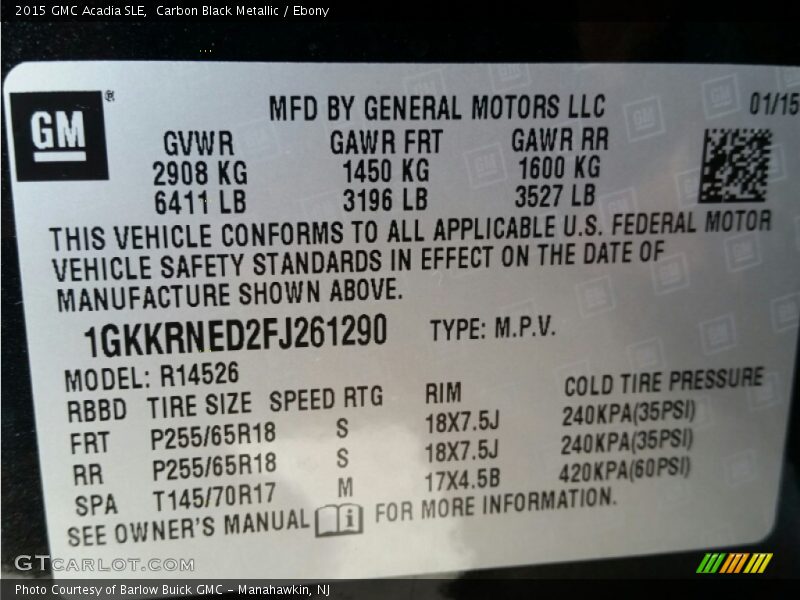 2015 GMC Acadia SLE,  Carbon Black Metallic / Ebony
GM ®
MFD BY GENERAL MOTORS LLC 01/15
GVWR GAWR FRT GAWR RR
2908 KG 1450 KG 1600 KG
6411 LB 3196 LB 3527 LB
THIS VEHICLE CONFORMS TO ALL APPLICABLE U.S. FEDERAL MOTOR
VEHICLE SAFETY STANDARDS IN EFFECT ON THE DATE OF
MANUFACTURE SHOWN ABOVE.
1GKKRNED2FJ261290 TYPE: M.P.V.
MODEL: R14526
RBBD TIRE SIZE SPEED RTG RIM COLD TIRE PRESSURE
FRT P255/65R18 S 18X7.5J 240KPA(35PSI)
RR P255/65R18 S 18X7.5J 240KPA(35PSI)
SPA T145/70R17 M 17X4.5B 420KPA(60PSI)
SEE OWNER'S MANUAL FOR MORE INFORMATION.
GTCARLOT.COM
Photo Courtesy of Barlow Buick GMC - Manahawkin, NJ